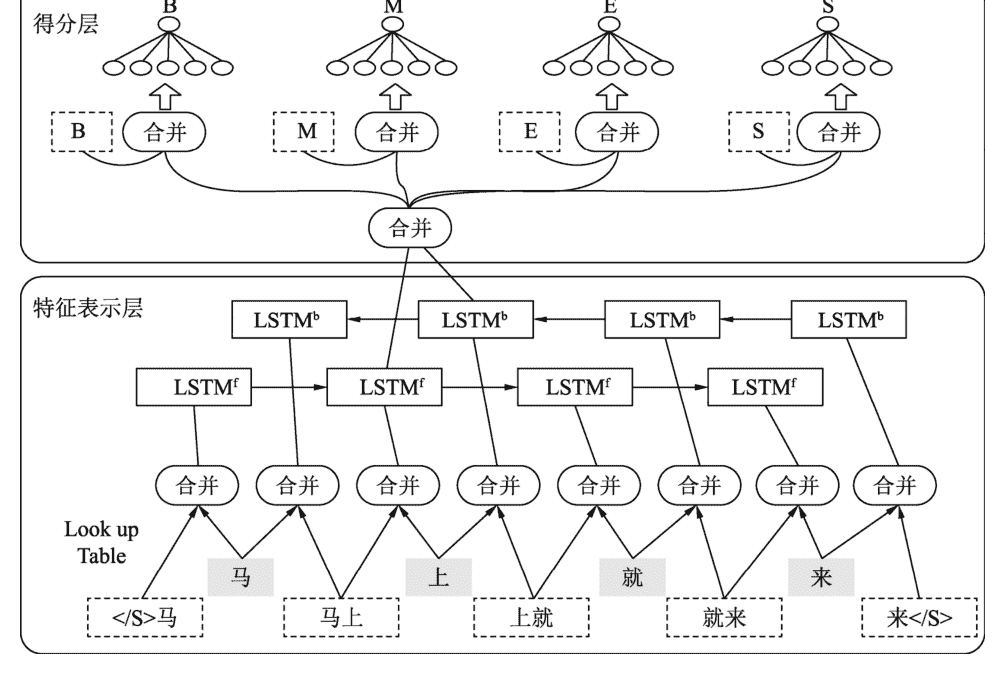 得分层
B M E S
B 合并 M 合并 E 合并 S 合并
合并
特征表示层
LSTMᵇ LSTMᵇ LSTMᵇ LSTMᵇ
LSTMᶠ LSTMᶠ LSTMᶠ LSTMᶠ
合并 合并 合并 合并 合并 合并 合并 合并
Look up
Table
马 上 就 来
</S>马 马上 上就 就来 来</S>